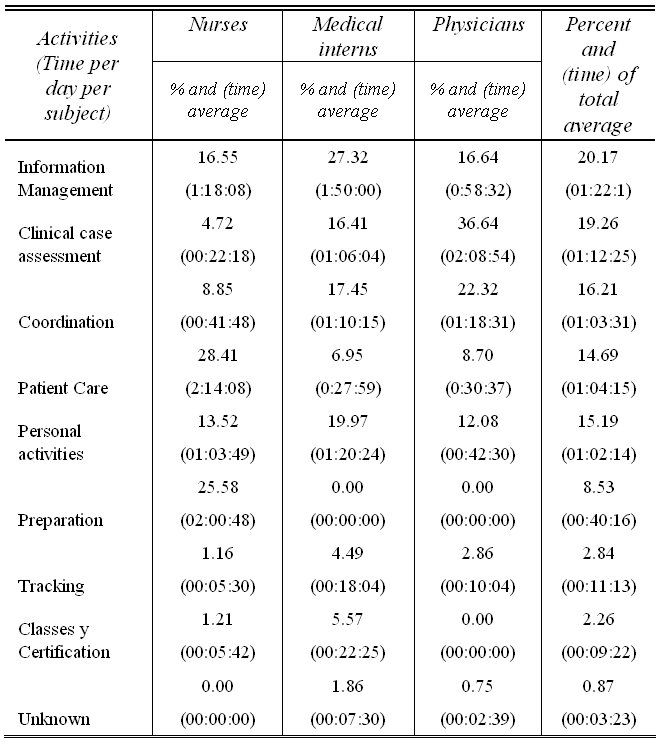 Activities (Time per day per subject) Nurses Medical interns Physicians Percent and (time) of total average
% and (time) average % and (time) average % and (time) average
Information Management 16.55 27.32 16.64 20.17
(1:18:08) (1:50:00) (0:58:32) (01:22:1)
Clinical case assessment 4.72 16.41 36.64 19.26
(00:22:18) (01:06:04) (02:08:54) (01:12:25)
8.85 17.45 22.32 16.21
Coordination (00:41:48) (01:10:15) (01:18:31) (01:03:31)
28.41 6.95 8.70 14.69
Patient Care (2:14:08) (0:27:59) (0:30:37) (01:04:15)
Personal activities 13.52 19.97 12.08 15.19
(01:03:49) (01:20:24) (00:42:30) (01:02:14)
25.58 0.00 0.00 8.53
Preparation (02:00:48) (00:00:00) (00:00:00) (00:40:16)
1.16 4.49 2.86 2.84
Tracking (00:05:30) (00:18:04) (00:10:04) (00:11:13)
Classes y Certification 1.21 5.57 0.00 2.26
(00:05:42) (00:22:25) (00:00:00) (00:09:22)
0.00 1.86 0.75 0.87
Unknown (00:00:00) (00:07:30) (00:02:39) (00:03:23)